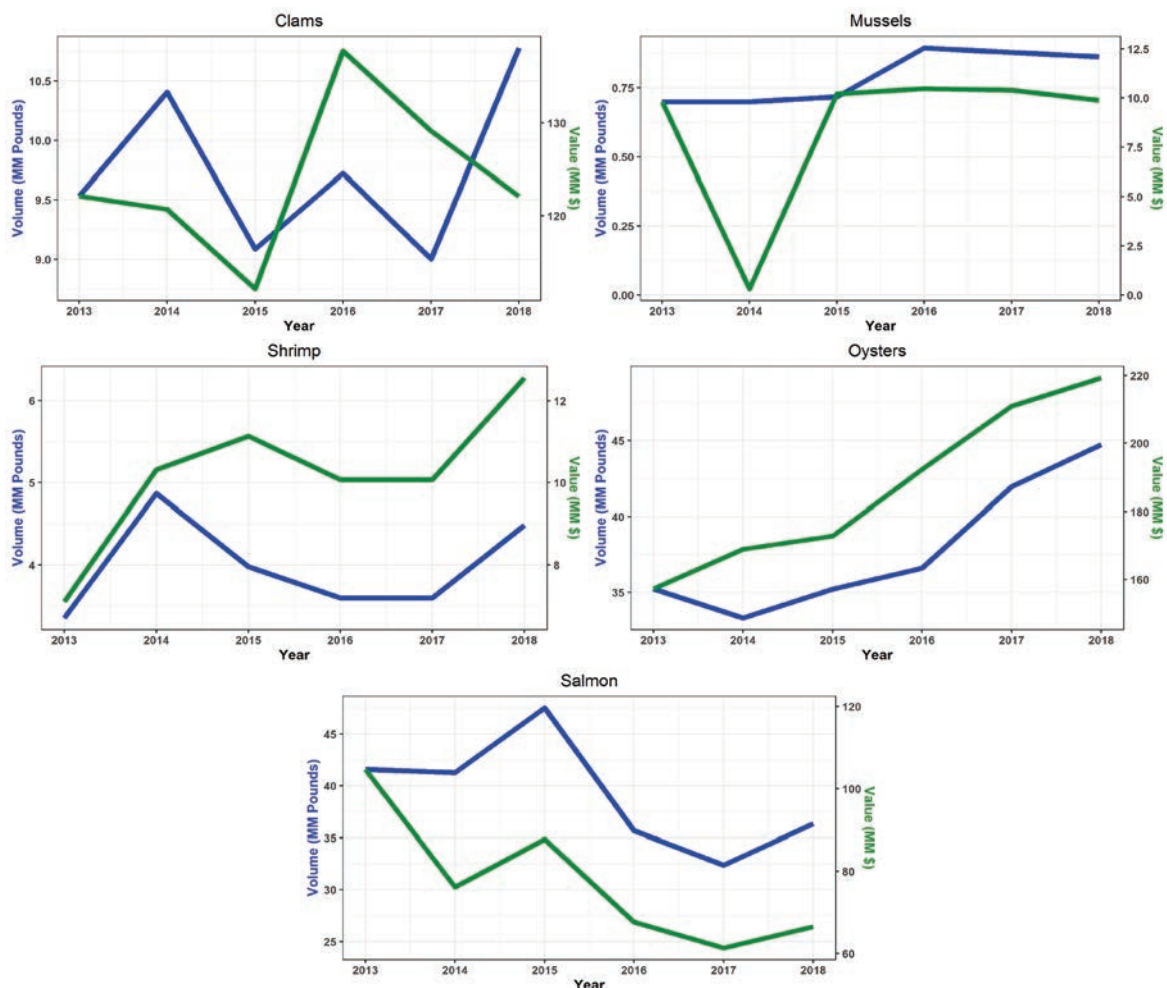 Clams
Volume (MM Pounds)
10.5
10.0
9.5
9.0
130
120
Value (MM $)
2013 2014 2015 2016 2017 2018
Year
Mussels
Volume (MM Pounds)
0.75
0.50
0.25
0.00
12.5
10.0
7.5
5.0
2.5
0.0
Value (MM $)
2013 2014 2015 2016 2017 2018
Year
Shrimp
Volume (MM Pounds)
6
5
4
12
10
8
Value (MM $)
2013 2014 2015 2016 2017 2018
Year
Oysters
Volume (MM Pounds)
45
40
35
220
200
180
160
Value (MM $)
2013 2014 2015 2016 2017 2018
Year
Salmon
Volume (MM Pounds)
45
40
35
30
25
120
100
80
60
Value (MM $)
2013 2014 2015 2016 2017 2018
Year